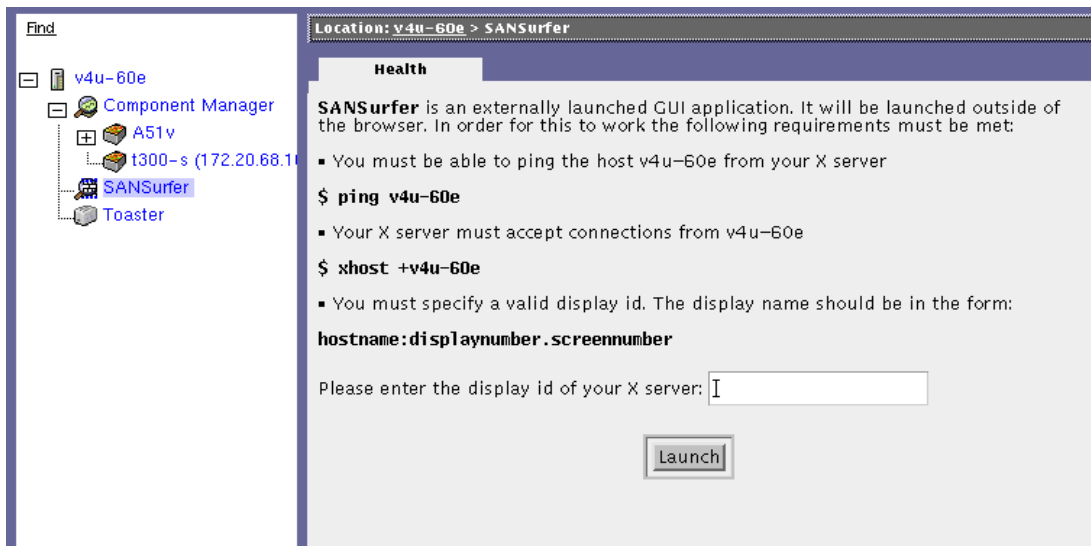 Find
v4u-60e
Component Manager
A51v
t300-s (172.20.68.1
SANSurfer
Toaster
Location: v4u-60e > SANSurfer
Health
SANSurfer is an externally launched GUI application. It will be launched outside of
the browser. In order for this to work the following requirements must be met:
▪ You must be able to ping the host v4u-60e from your X server
$ ping v4u-60e
▪ Your X server must accept connections from v4u-60e
$ xhost +v4u-60e
▪ You must specify a valid display id. The display name should be in the form:
hostname:displaynumber.screennumber
Please enter the display id of your X server:
Launch